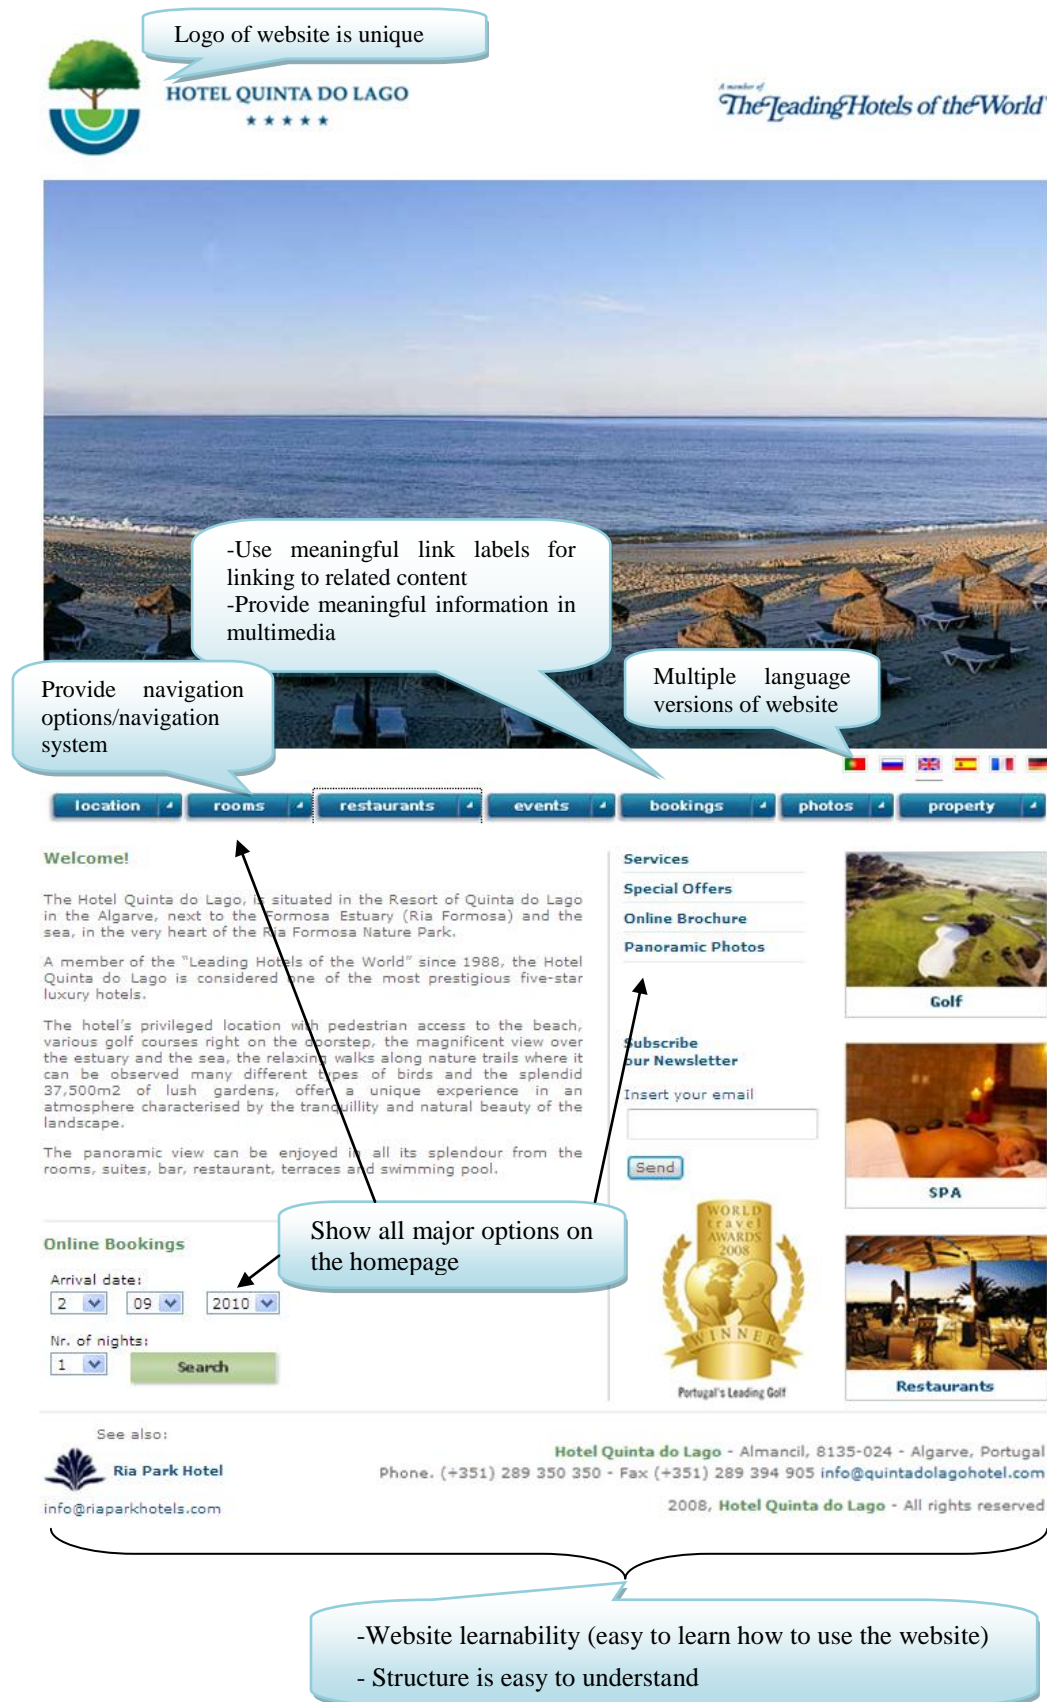 Logo of website is unique
HOTEL QUINTA DO LAGO
A member of
The Leading Hotels of the World
-Use meaningful link labels for
linking to related content
-Provide meaningful information in
multimedia
Provide navigation
options/navigation
system
Multiple language
versions of website
location
rooms
restaurants
events
bookings
photos
property
Welcome!
The Hotel Quinta do Lago, is situated in the Resort of Quinta do Lago
in the Algarve, next to the Formosa Estuary (Ria Formosa) and the
sea, in the very heart of the Ria Formosa Nature Park.
A member of the "Leading Hotels of the World" since 1988, the Hotel
Quinta do Lago is considered one of the most prestigious five-star
luxury hotels.
The hotel's privileged location with pedestrian access to the beach,
various golf courses right on the doorstep, the magnificent view over
the estuary and the sea, the relaxing walks along nature trails where it
can be observed many different types of birds and the splendid
37,500m2 of lush gardens, offer a unique experience in an
atmosphere characterised by the tranquillity and natural beauty of the
landscape.
The panoramic view can be enjoyed in all its splendour from the
rooms, suites, bar, restaurant, terraces and swimming pool.
Services
Special Offers
Online Brochure
Panoramic Photos
Subscribe
our Newsletter
Insert your email
Send
Golf
SPA
Restaurants
WORLD
travel
AWARDS
2008
WINNER
Portugal's Leading Golf
Show all major options on
the homepage
Online Bookings
Arrival date:
2 09 2010
Nr. of nights:
1 Search
See also:
Ria Park Hotel
info@riaparkhotels.com
Hotel Quinta do Lago - Almancil, 8135-024 - Algarve, Portugal
Phone. (+351) 289 350 350 - Fax (+351) 289 394 905 info@quintadolagohotel.com
2008, Hotel Quinta do Lago - All rights reserved
-Website learnability (easy to learn how to use the website)
- Structure is easy to understand